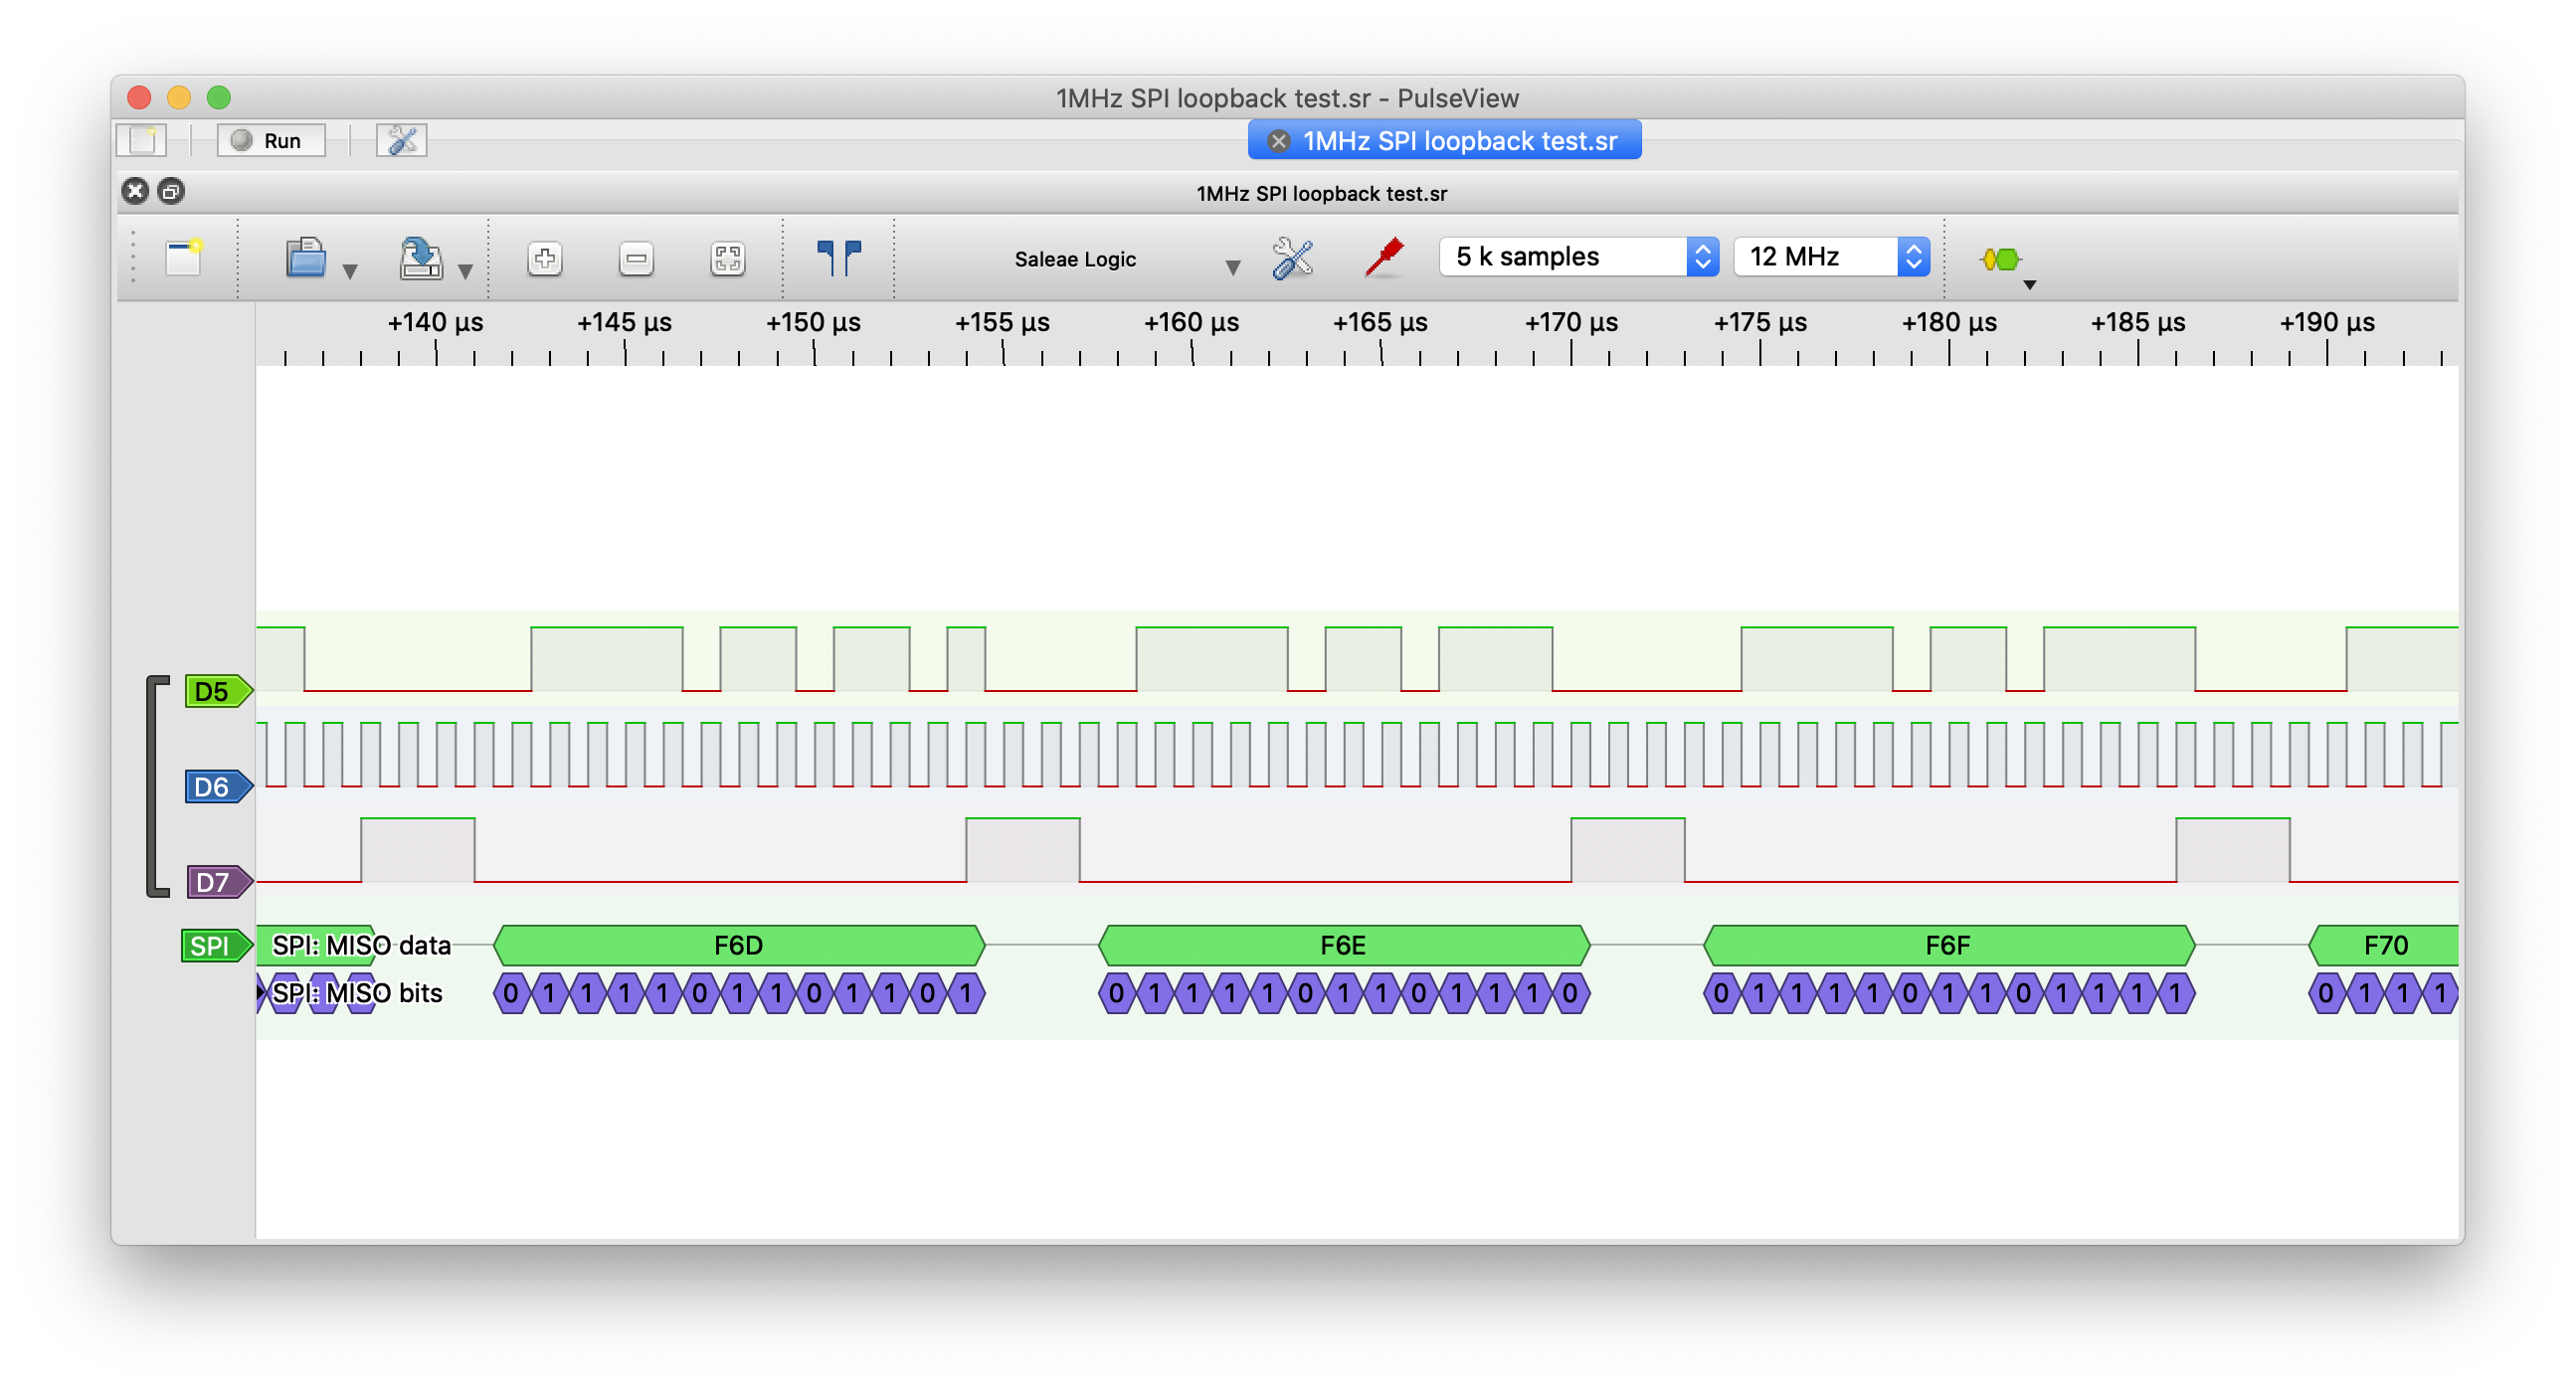 1MHz SPI loopback test.sr - PulseView
Run
1MHz SPI loopback test.sr
1MHz SPI loopback test.sr
Saleae Logic
5 k samples
12 MHz
+140 µs +145 µs +150 µs +155 µs +160 µs +165 µs +170 µs +175 µs +180 µs +185 µs +190 µs
D5
D6
D7
SPI SPI: MISO data F6D F6E F6F F70
SPI: MISO bits 0 1 1 1 1 0 1 1 0 1 1 0 1 0 1 1 1 1 0 1 1 0 1 1 1 0 0 1 1 1 1 0 1 1 0 1 1 1 1 0 1 1 1